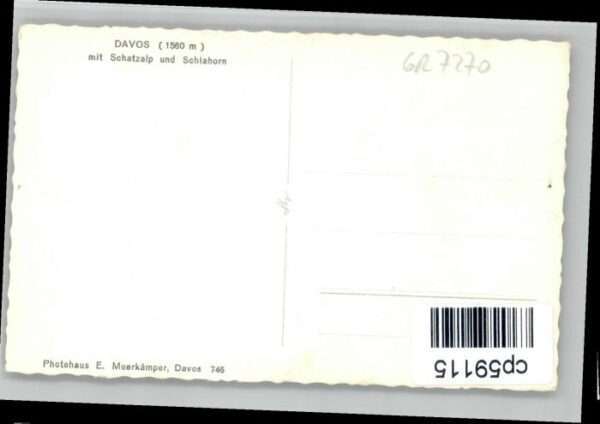 DAVOS (1560 m)
mit Schatzalp und Schiahorn
GR 7270
Photohaus E. Meerkämper, Davos 746
cp59115